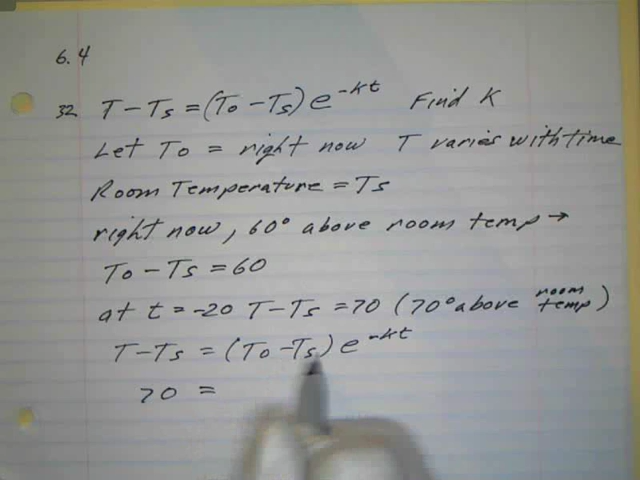 6.4
32 T - Ts = (To - Ts) e^-kt Find K
Let To = right now T varies with time
Room Temperature = Ts
right now, 60° above room temp →
To - Ts = 60
at t = -20 T - Ts = 70 (70° above room temp)
T - Ts = (To - Ts) e^-kt
70 =